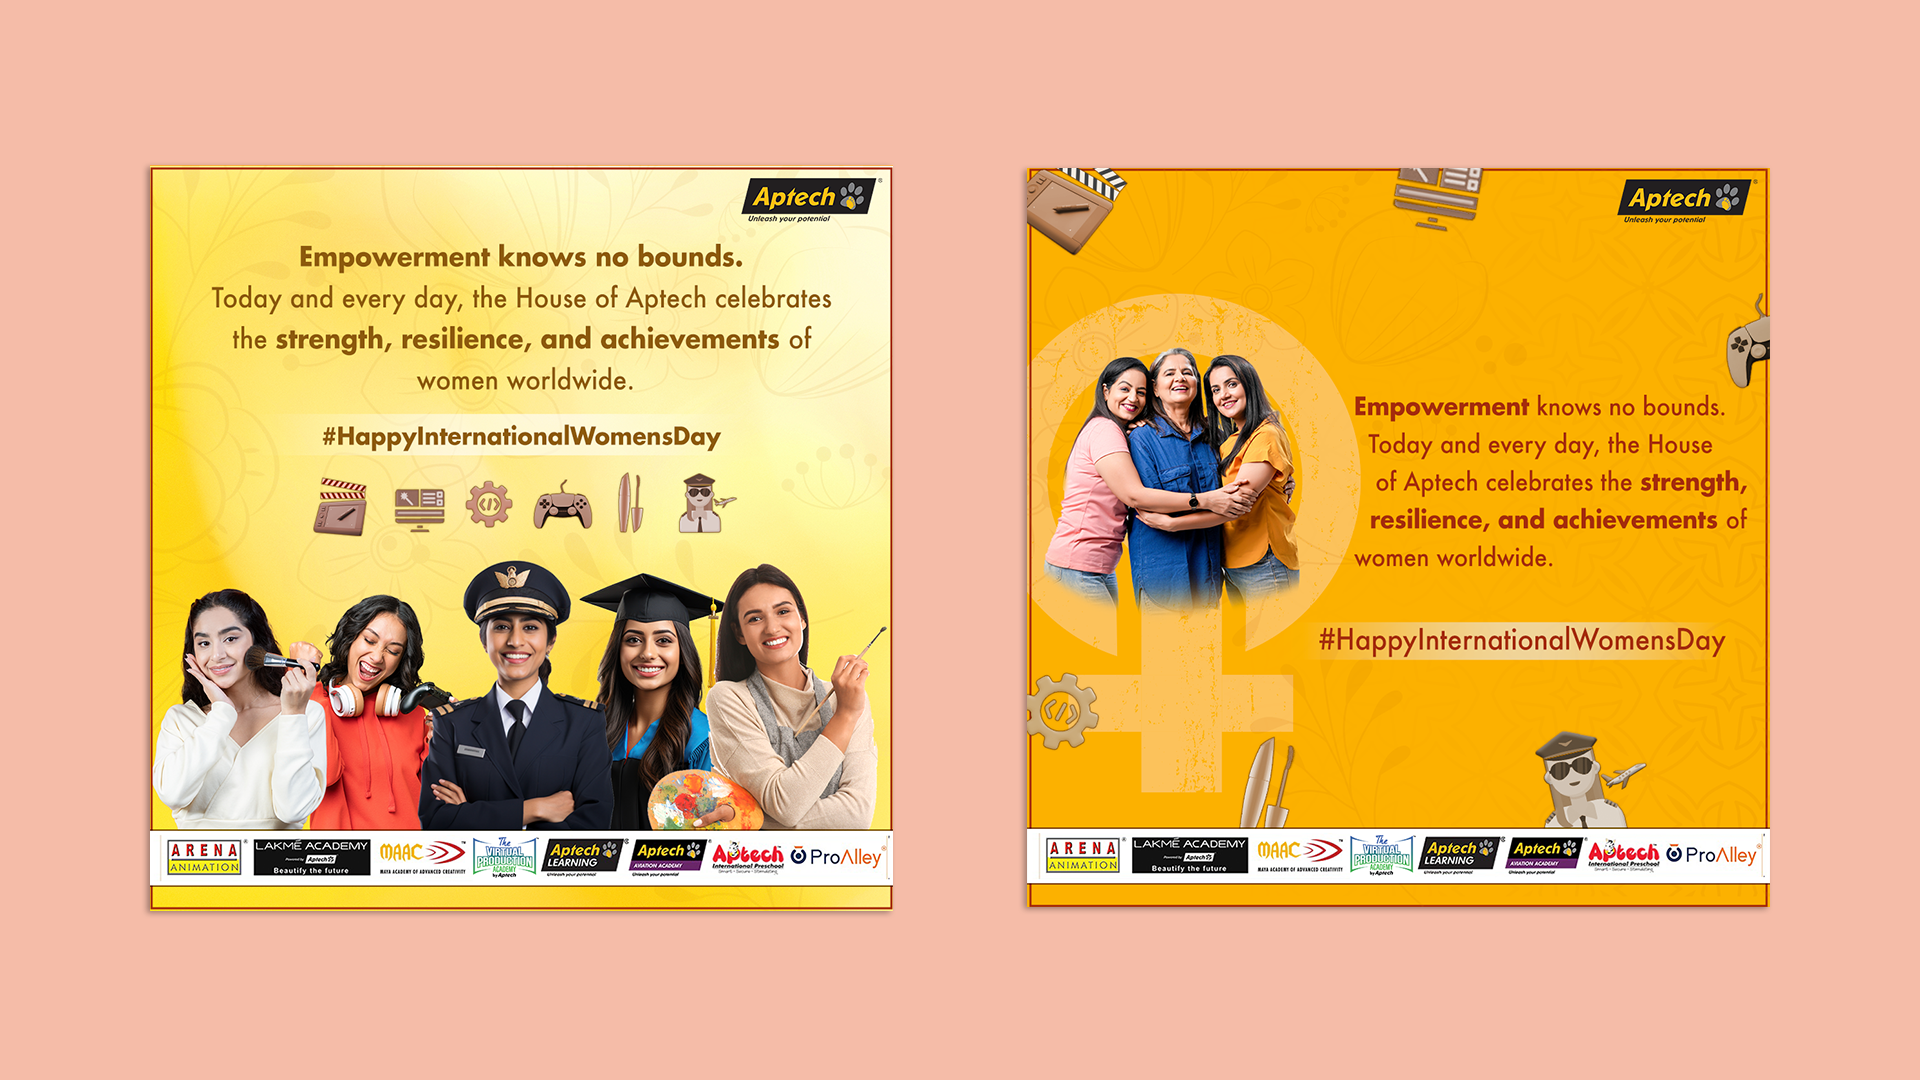 Aptech
Unleash your potential
Empowerment knows no bounds.
Today and every day, the House of Aptech celebrates
the strength, resilience, and achievements of
women worldwide.
#HappyInternationalWomensDay
ARENA
ANIMATION
LAKMÉ ACADEMY
Powered by Aptech
Beautify the future
MAAC
MAYA ACADEMY OF ADVANCED CREATIVITY
The
VIRTUAL
PRODUCTION
ACADEMY
by Aptech
Aptech
LEARNING
Unleash your potential
Aptech
AVIATION ACADEMY
Unleash your potential
Aptech
International Preschool
Smart - Secure - Stimulating
ProAlley
Aptech
Unleash your potential
Empowerment knows no bounds.
Today and every day, the House
of Aptech celebrates the strength,
resilience, and achievements of
women worldwide.
#HappyInternationalWomensDay
ARENA
ANIMATION
LAKMÉ ACADEMY
Powered by Aptech
Beautify the future
MAAC
MAYA ACADEMY OF ADVANCED CREATIVITY
The
VIRTUAL
PRODUCTION
ACADEMY
by Aptech
Aptech
LEARNING
Unleash your potential
Aptech
AVIATION ACADEMY
Unleash your potential
Aptech
International Preschool
Smart - Secure - Stimulating
ProAlley